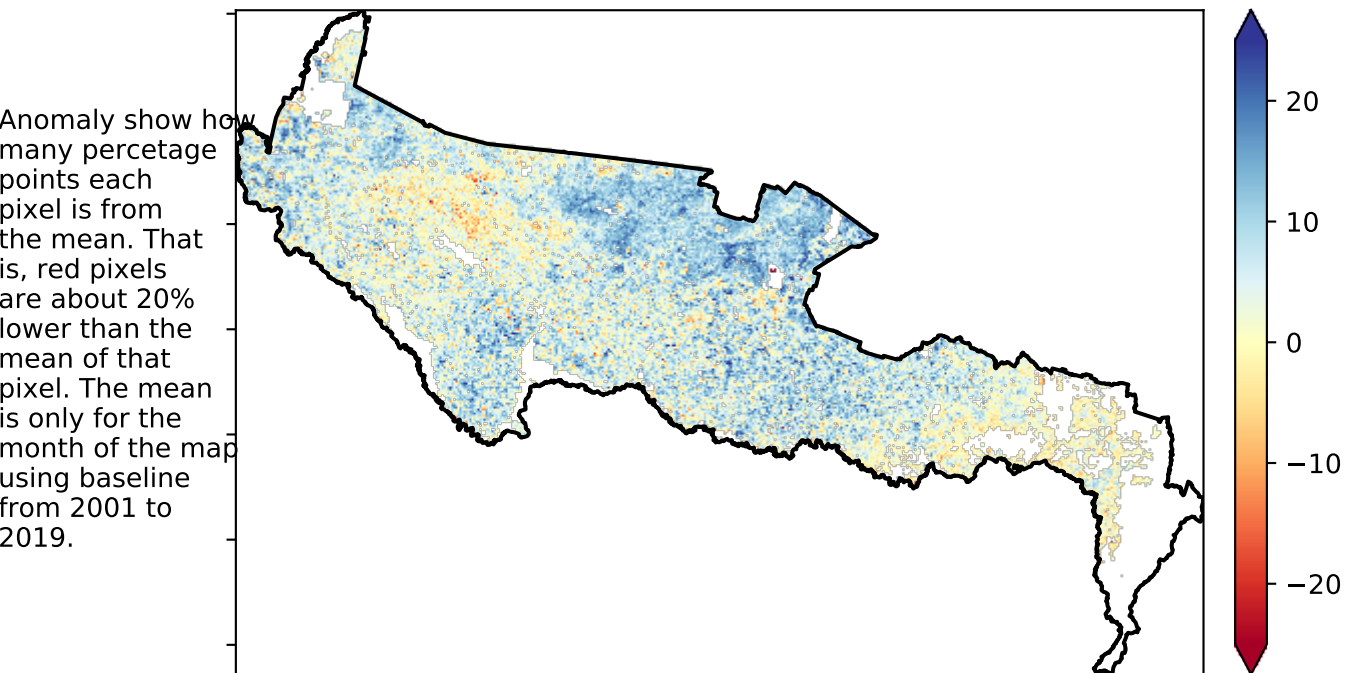 Anomaly show how
many percetage
points each
pixel is from
the mean. That
is, red pixels
are about 20%
lower than the
mean of that
pixel. The mean
is only for the
month of the map
using baseline
from 2001 to
2019.
20
10
0
−10
−20